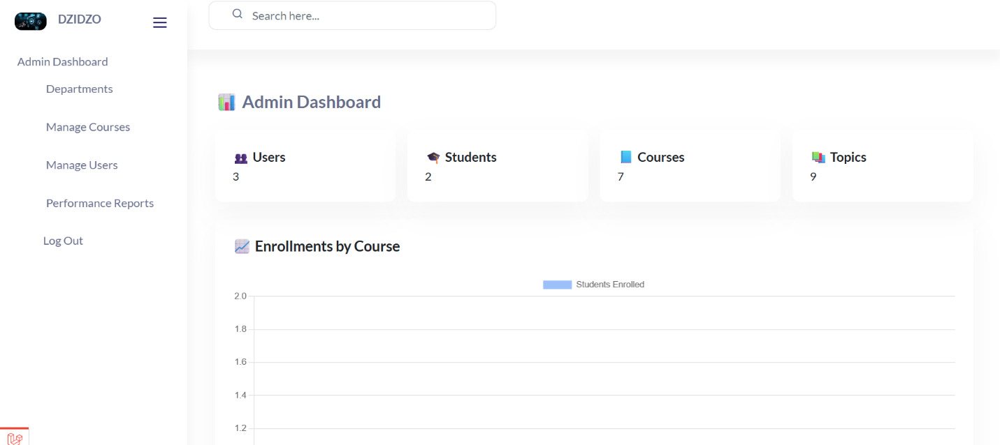 DZIDZO
Search here...
Admin Dashboard
Departments
Manage Courses
Manage Users
Performance Reports
Log Out
Admin Dashboard
Users
3
Students
2
Courses
7
Topics
9
Enrollments by Course
Students Enrolled
2.0
1.8
1.6
1.4
1.2